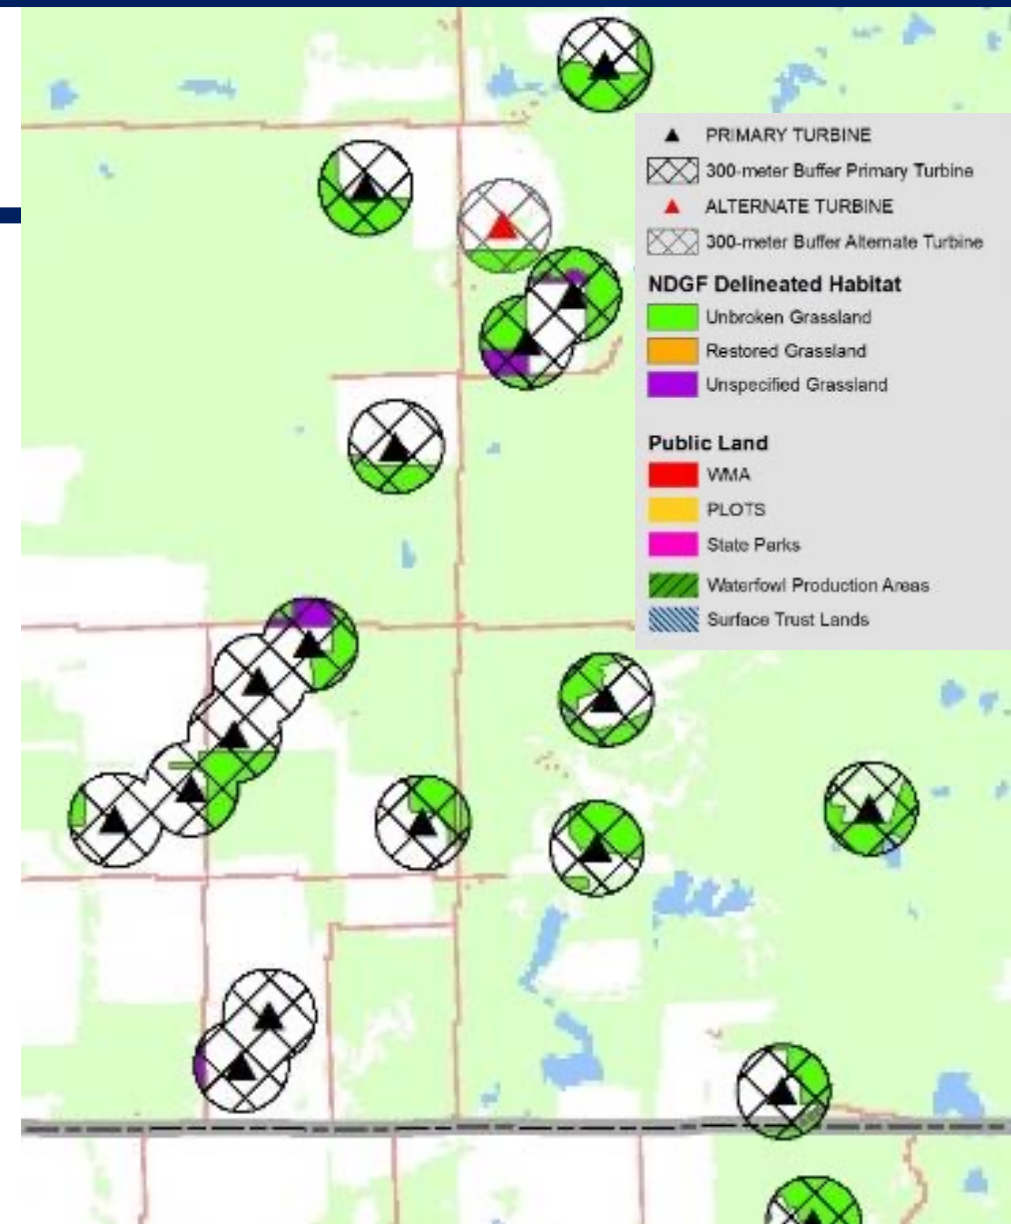 PRIMARY TURBINE
300-meter Buffer Primary Turbine
ALTERNATE TURBINE
300-meter Buffer Alternate Turbine
NDGF Delineated Habitat
Unbroken Grassland
Restored Grassland
Unspecified Grassland
Public Land
WMA
PLOTS
State Parks
Waterfowl Production Areas
Surface Trust Lands